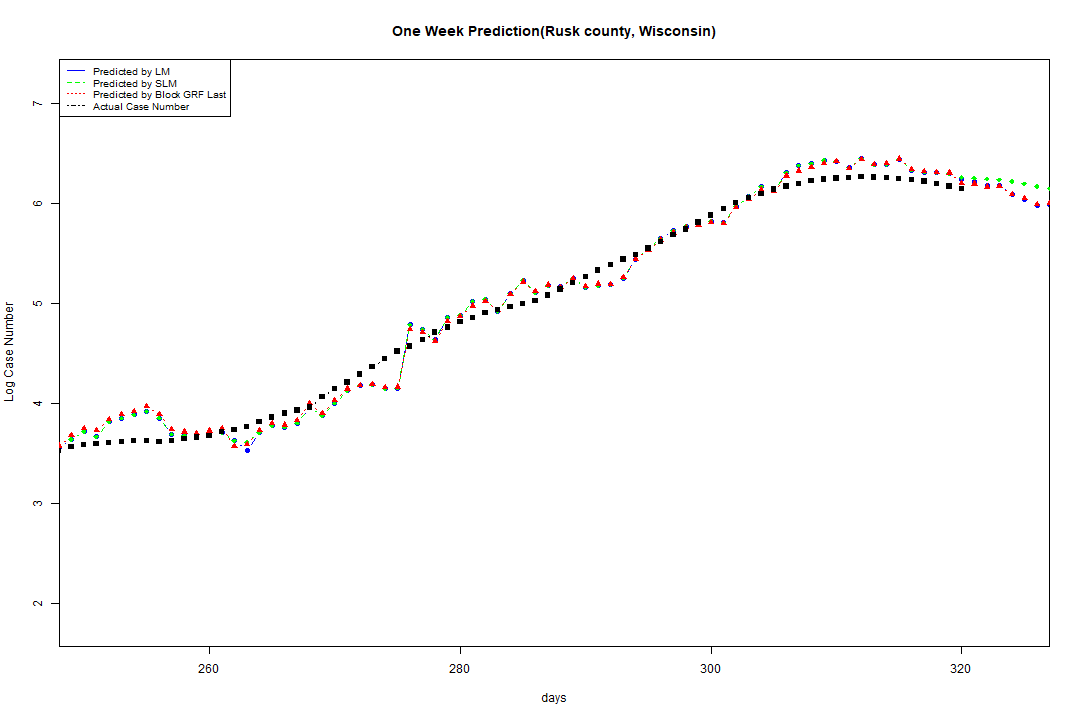 One Week Prediction(Rusk county, Wisconsin)
Predicted by LM
Predicted by SLM
Predicted by Block GRF Last
Actual Case Number
7
6
5
4
3
2
Log Case Number
260 280 300 320
days